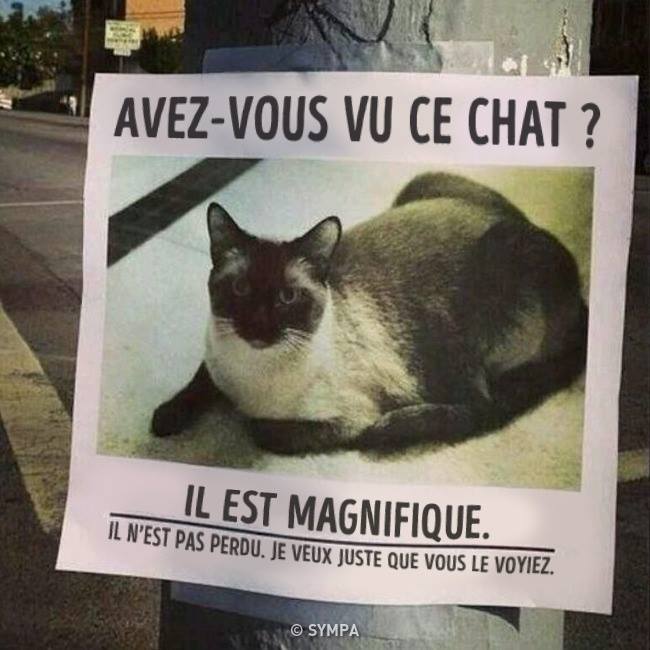 AVEZ-VOUS VU CE CHAT ?
IL EST MAGNIFIQUE.
IL N'EST PAS PERDU. JE VEUX JUSTE QUE VOUS LE VOYIEZ.
© SYMPA